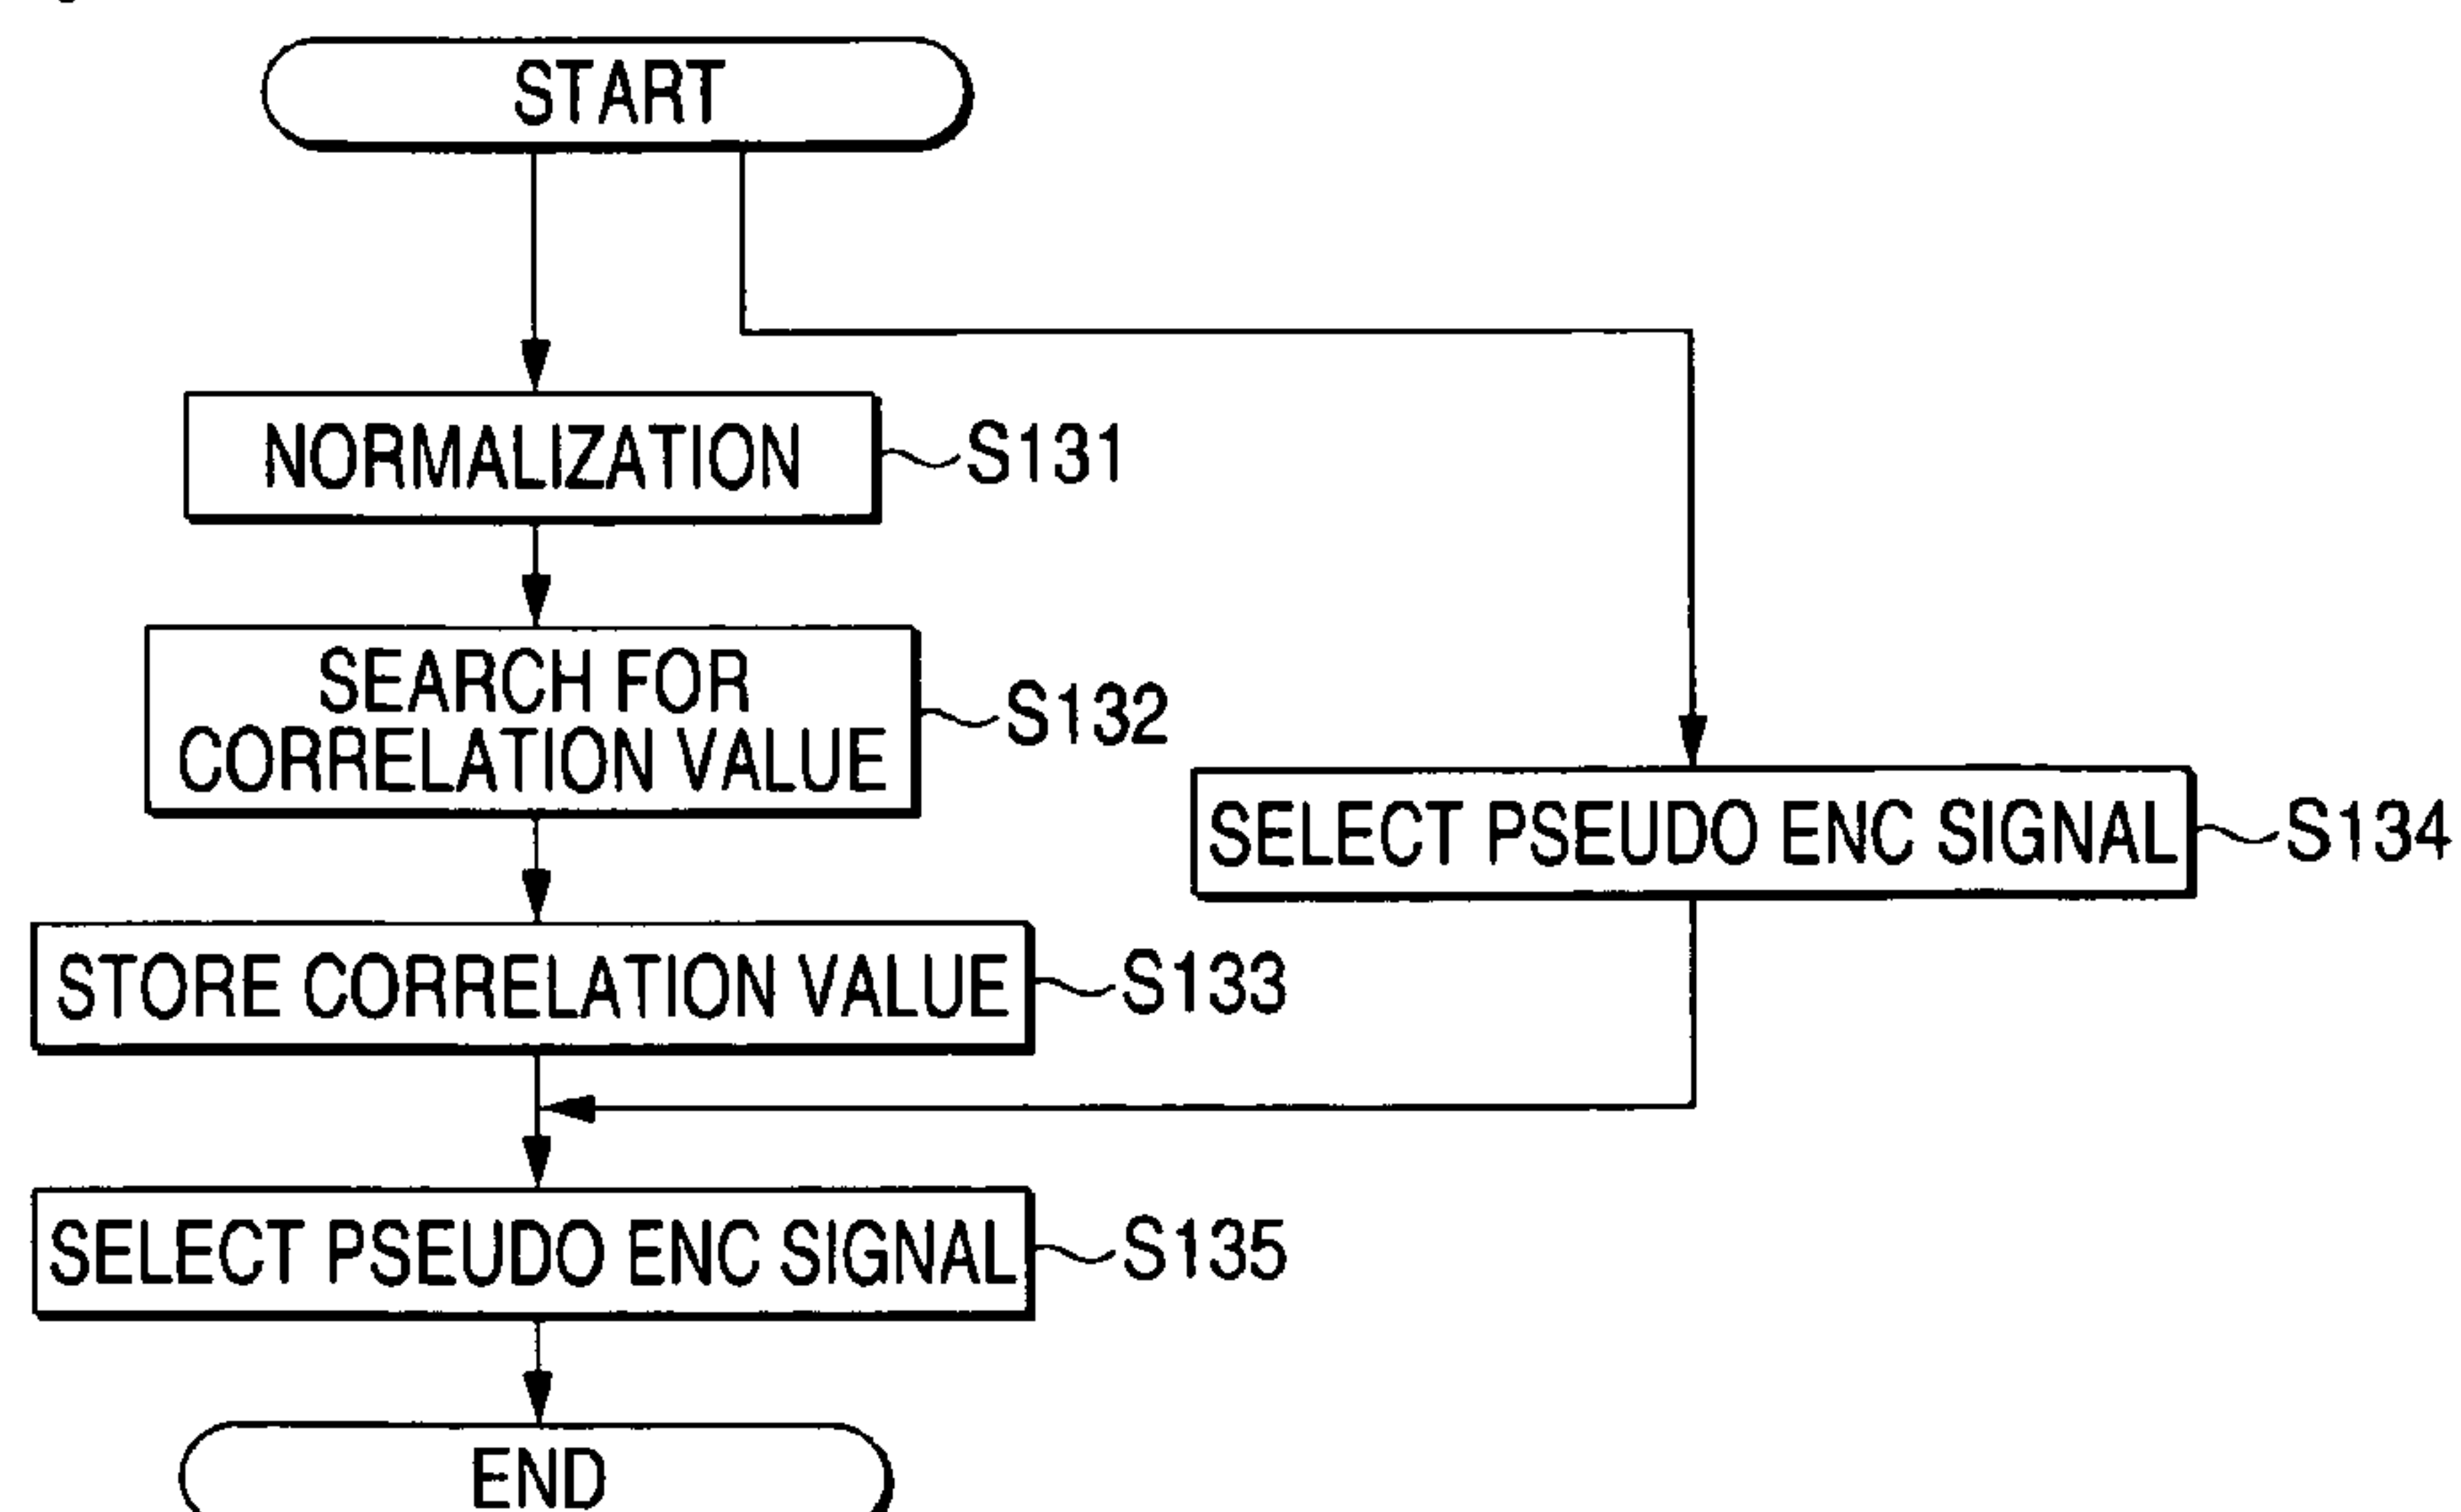 START
NORMALIZATION
S131
SEARCH FOR
CORRELATION VALUE
S132
SELECT PSEUDO ENC SIGNAL
S134
STORE CORRELATION VALUE
S133
SELECT PSEUDO ENC SIGNAL
S135
END